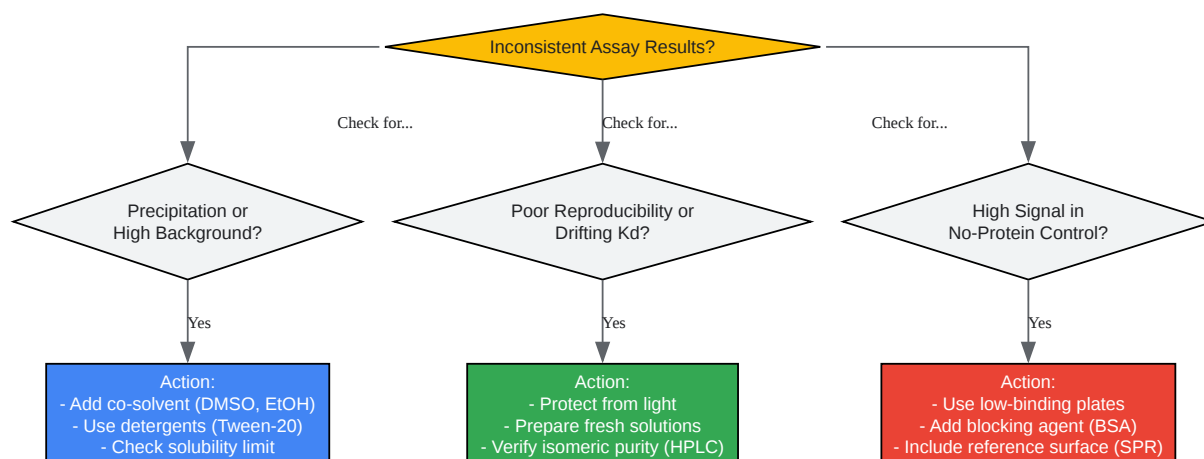 Inconsistent Assay Results?
Check for...
Check for...
Check for...
Precipitation or
High Background?
Poor Reproducibility or
Drifting Kd?
High Signal in
No-Protein Control?
Yes
Yes
Yes
Action:
- Add co-solvent (DMSO, EtOH)
- Use detergents (Tween-20)
- Check solubility limit
Action:
- Protect from light
- Prepare fresh solutions
- Verify isomeric purity (HPLC)
Action:
- Use low-binding plates
- Add blocking agent (BSA)
- Include reference surface (SPR)